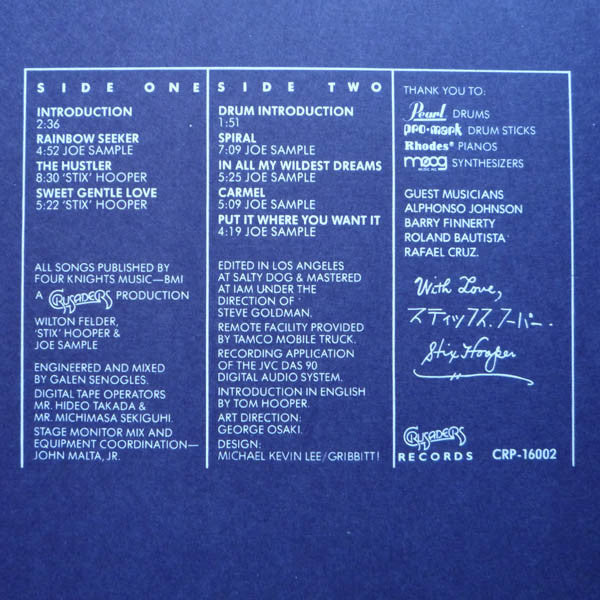 SIDE ONE
INTRODUCTION
2:36
RAINBOW SEEKER
4:52 JOE SAMPLE
THE HUSTLER
8:30 'STIX' HOOPER
SWEET GENTLE LOVE
5:22 'STIX' HOOPER
ALL SONGS PUBLISHED BY
FOUR KNIGHTS MUSIC—BMI
A CRUSADERS PRODUCTION
WILTON FELDER,
'STIX' HOOPER &
JOE SAMPLE
ENGINEERED AND MIXED
BY GALEN SENOGLES.
DIGITAL TAPE OPERATORS
MR. HIDEO TAKADA &
MR. MICHIMASA SEKIGUHI.
STAGE MONITOR MIX AND
EQUIPMENT COORDINATION—
JOHN MALTA, JR.
SIDE TWO
DRUM INTRODUCTION
1:51
SPIRAL
7:09 JOE SAMPLE
IN ALL MY WILDEST DREAMS
5:25 JOE SAMPLE
CARMEL
5:09 JOE SAMPLE
PUT IT WHERE YOU WANT IT
4:19 JOE SAMPLE
EDITED IN LOS ANGELES
AT SALTY DOG & MASTERED
AT IAM UNDER THE
DIRECTION OF
STEVE GOLDMAN.
REMOTE FACILITY PROVIDED
BY TAMCO MOBILE TRUCK.
RECORDING APPLICATION
OF THE JVC DAS 90
DIGITAL AUDIO SYSTEM.
INTRODUCTION IN ENGLISH
BY TOM HOOPER.
ART DIRECTION:
GEORGE OSAKI.
DESIGN:
MICHAEL KEVIN LEE/GRIBBITT!
THANK YOU TO:
Pearl DRUMS
pro-mark DRUM STICKS
Rhodes® PIANOS
moog SYNTHESIZERS
MUSIC INC.
GUEST MUSICIANS
ALPHONSO JOHNSON
BARRY FINNERTY
ROLAND BAUTISTA
RAFAEL CRUZ.
With Love,
スティックス.フーパー.
Stix Hooper
CRUSADERS
RECORDS CRP-16002